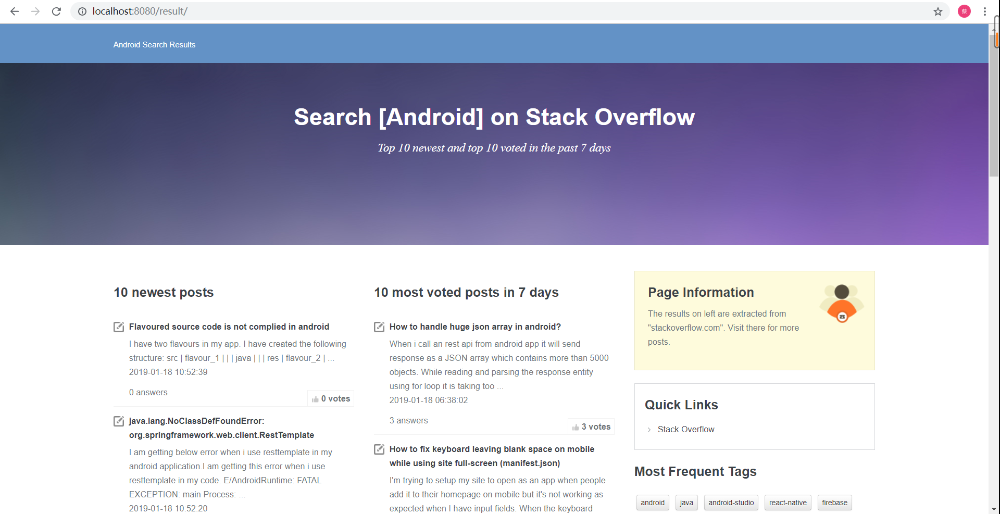 localhost:8080/result/
蔡
Android Search Results
Search [Android] on Stack Overflow
Top 10 newest and top 10 voted in the past 7 days
10 newest posts
Flavoured source code is not complied in android
I have two flavours in my app. I have created the following
structure: src | flavour_1 | | | java | | | res | flavour_2 | ...
2019-01-18 10:52:39
0 answers
0 votes
java.lang.NoClassDefFoundError:
org.springframework.web.client.RestTemplate
I am getting below error when i use resttemplate in my
android application.I am getting this error when i use
resttemplate in my code. E/AndroidRuntime: FATAL
EXCEPTION: main Process: ...
2019-01-18 10:52:20
10 most voted posts in 7 days
How to handle huge json array in android?
When i call an rest api from android app it will send
response as a JSON array which contains more than 5000
objects. While reading and parsing the response entity
using for loop it is taking too ...
2019-01-18 06:38:02
3 answers
3 votes
How to fix keyboard leaving blank space on mobile
while using site full-screen (manifest.json)
I'm trying to setup my site to open as an app when people
add it to their homepage on mobile but it's not working as
expected when I have input fields. When the keyboard
Page Information
The results on left are extracted from
"stackoverflow.com". Visit there for more
posts.
Quick Links
Stack Overflow
Most Frequent Tags
android java android-studio react-native firebase